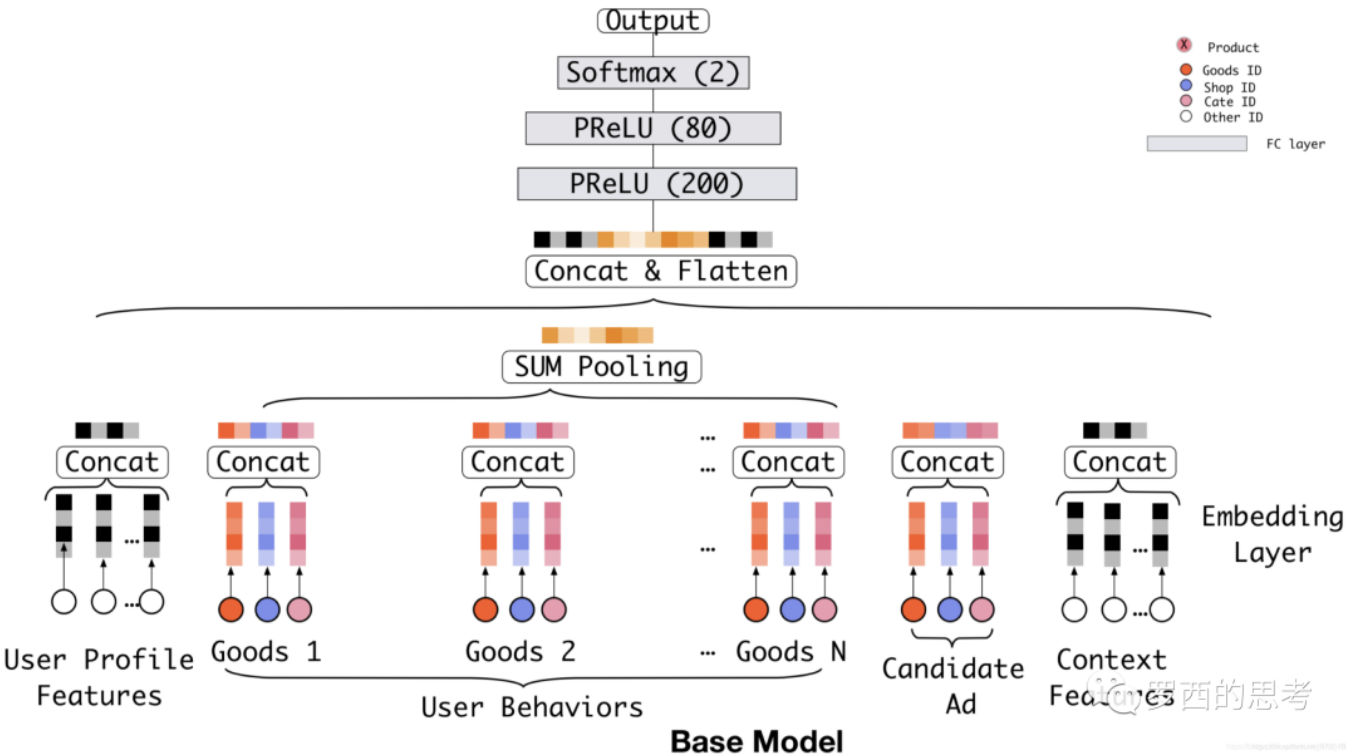 Output
Softmax (2)
PReLU (80)
PReLU (200)
Concat & Flatten
X Product
Goods ID
Shop ID
Cate ID
Other ID
FC layer
SUM Pooling
... 
Concat Concat Concat ... Concat Concat Concat
... ... ...
Embedding
Layer
... ... 
User Profile
Features
Goods 1 Goods 2 ... Goods N
Candidate
Ad
Context
Features
User Behaviors
罗西的思考
Base Model